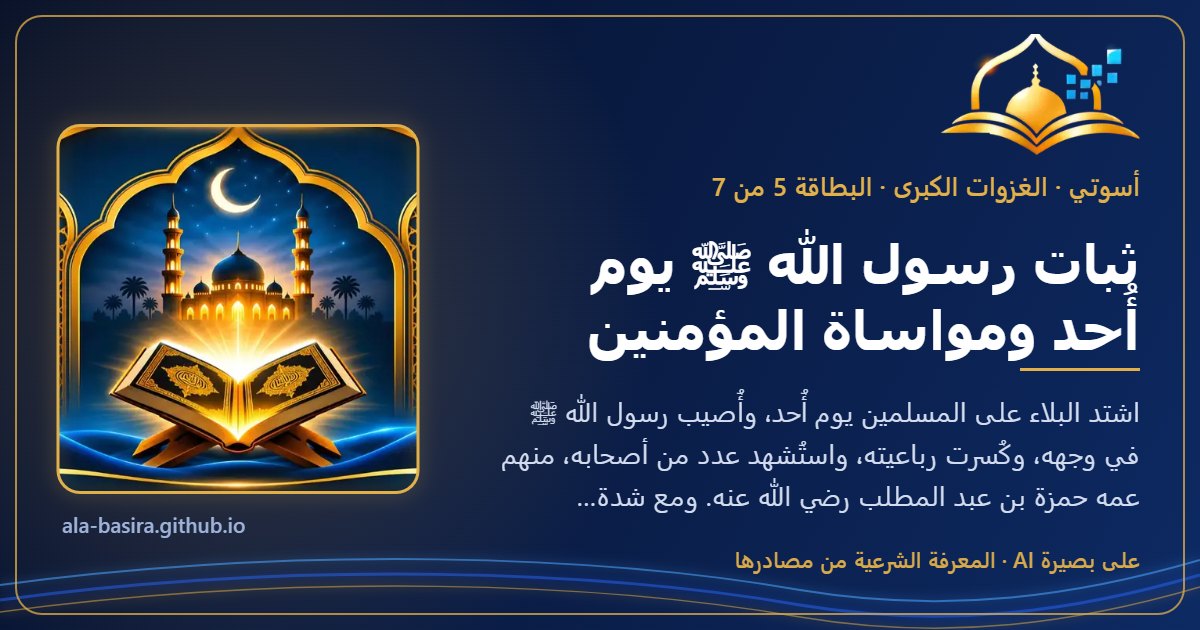 أسوتي · الغزوات الكبرى · البطاقة 5 من 7
ثبات رسول الله ﷺ يوم
أُحد ومواساة المؤمنين
اشتد البلاء على المسلمين يوم أُحد، وأُصيب رسول الله ﷺ
في وجهه، وكُسرت رباعيته، واستُشهد عدد من أصحابه، منهم
عمه حمزة بن عبد المطلب رضي الله عنه. ومع شدة...
ala-basira.github.io
على بصيرة AI · المعرفة الشرعية من مصادرها